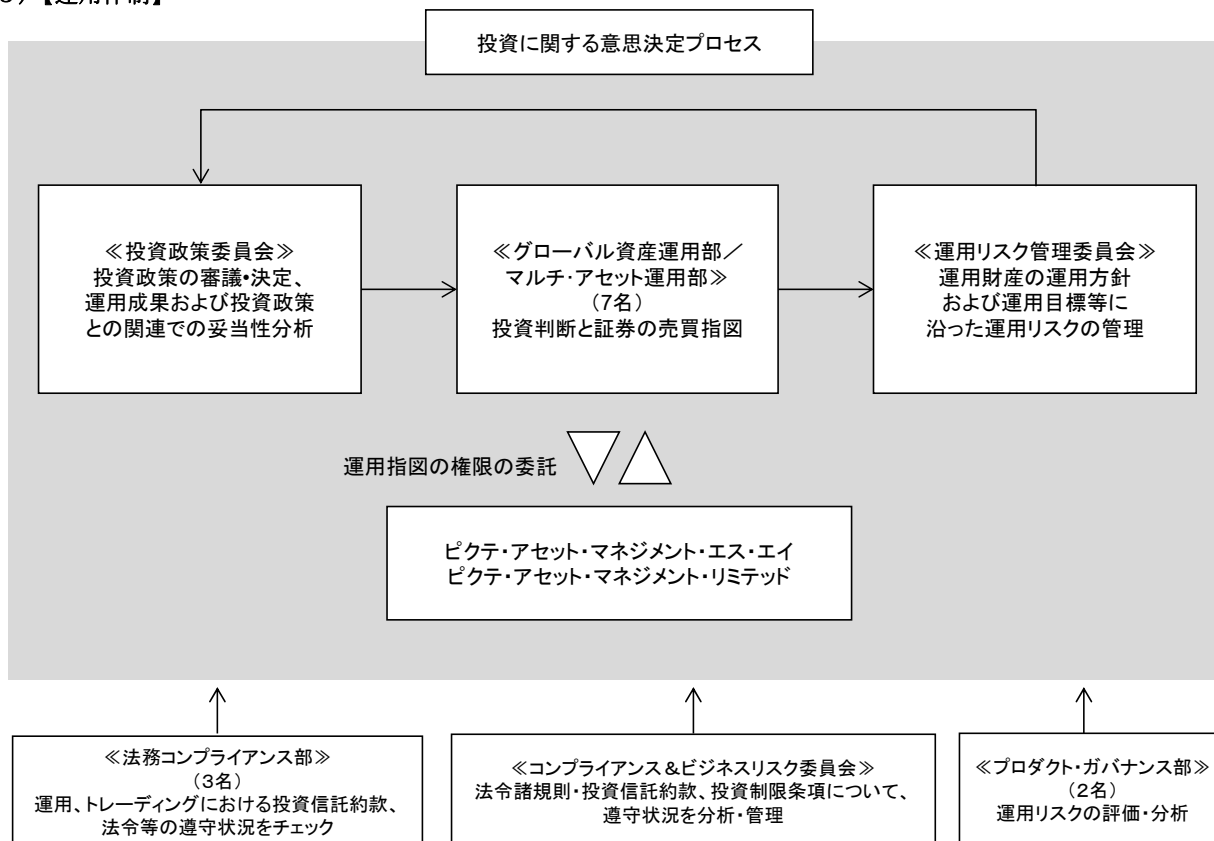 【運用体制】
投資に関する意思決定プロセス
≪投資政策委員会≫
投資政策の審議・決定、
運用成果および投資政策
との関連での妥当性分析
≪グローバル資産運用部／
マルチ・アセット運用部≫
（7名）
投資判断と証券の売買指図
≪運用リスク管理委員会≫
運用財産の運用方針
および運用目標等に
沿った運用リスクの管理
運用指図の権限の委託
ピクテ・アセット・マネジメント・エス・エイ
ピクテ・アセット・マネジメント・リミテッド
≪法務コンプライアンス部≫
（3名）
運用、トレーディングにおける投資信託約款、
法令等の遵守状況をチェック
≪コンプライアンス＆ビジネスリスク委員会≫
法令諸規則・投資信託約款、投資制限条項について、
遵守状況を分析・管理
≪プロダクト・ガバナンス部≫
（2名）
運用リスクの評価・分析